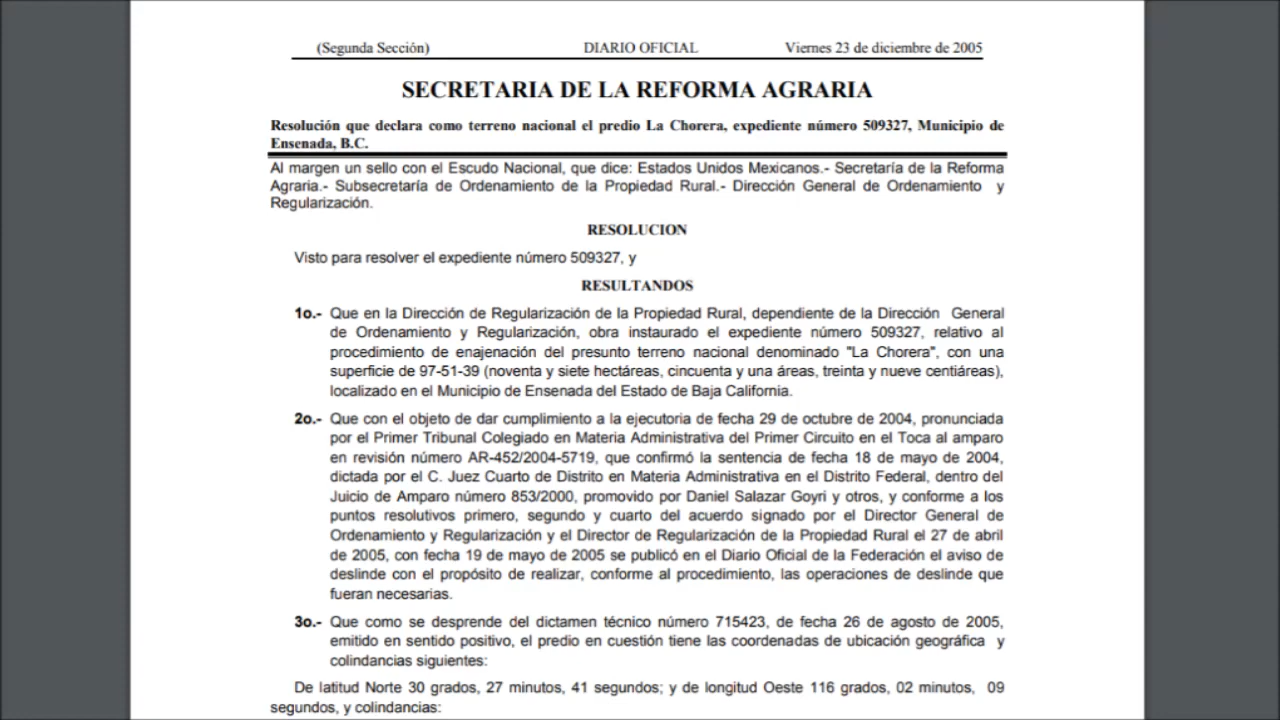 (Segunda Sección) DIARIO OFICIAL Viernes 23 de diciembre de 2005
SECRETARIA DE LA REFORMA AGRARIA
Resolución que declara como terreno nacional el predio La Chorera, expediente número 509327, Municipio de
Ensenada, B.C.
Al margen un sello con el Escudo Nacional, que dice: Estados Unidos Mexicanos.- Secretaría de la Reforma
Agraria.- Subsecretaría de Ordenamiento de la Propiedad Rural.- Dirección General de Ordenamiento y
Regularización.
RESOLUCION
Visto para resolver el expediente número 509327, y
RESULTANDOS
1o.- Que en la Dirección de Regularización de la Propiedad Rural, dependiente de la Dirección General
de Ordenamiento y Regularización, obra instaurado el expediente número 509327, relativo al
procedimiento de enajenación del presunto terreno nacional denominado "La Chorera", con una
superficie de 97-51-39 (noventa y siete hectáreas, cincuenta y una áreas, treinta y nueve centiáreas),
localizado en el Municipio de Ensenada del Estado de Baja California.
2o.- Que con el objeto de dar cumplimiento a la ejecutoria de fecha 29 de octubre de 2004, pronunciada
por el Primer Tribunal Colegiado en Materia Administrativa del Primer Circuito en el Toca al amparo
en revisión número AR-452/2004-5719, que confirmó la sentencia de fecha 18 de mayo de 2004,
dictada por el C. Juez Cuarto de Distrito en Materia Administrativa en el Distrito Federal, dentro del
Juicio de Amparo número 853/2000, promovido por Daniel Salazar Goyri y otros, y conforme a los
puntos resolutivos primero, segundo y cuarto del acuerdo signado por el Director General de
Ordenamiento y Regularización y el Director de Regularización de la Propiedad Rural el 27 de abril
de 2005, con fecha 19 de mayo de 2005 se publicó en el Diario Oficial de la Federación el aviso de
deslinde con el propósito de realizar, conforme al procedimiento, las operaciones de deslinde que
fueran necesarias.
3o.- Que como se desprende del dictamen técnico número 715423, de fecha 26 de agosto de 2005,
emitido en sentido positivo, el predio en cuestión tiene las coordenadas de ubicación geográfica y
colindancias siguientes:
De latitud Norte 30 grados, 27 minutos, 41 segundos; y de longitud Oeste 116 grados, 02 minutos, 09
segundos, y colindancias: